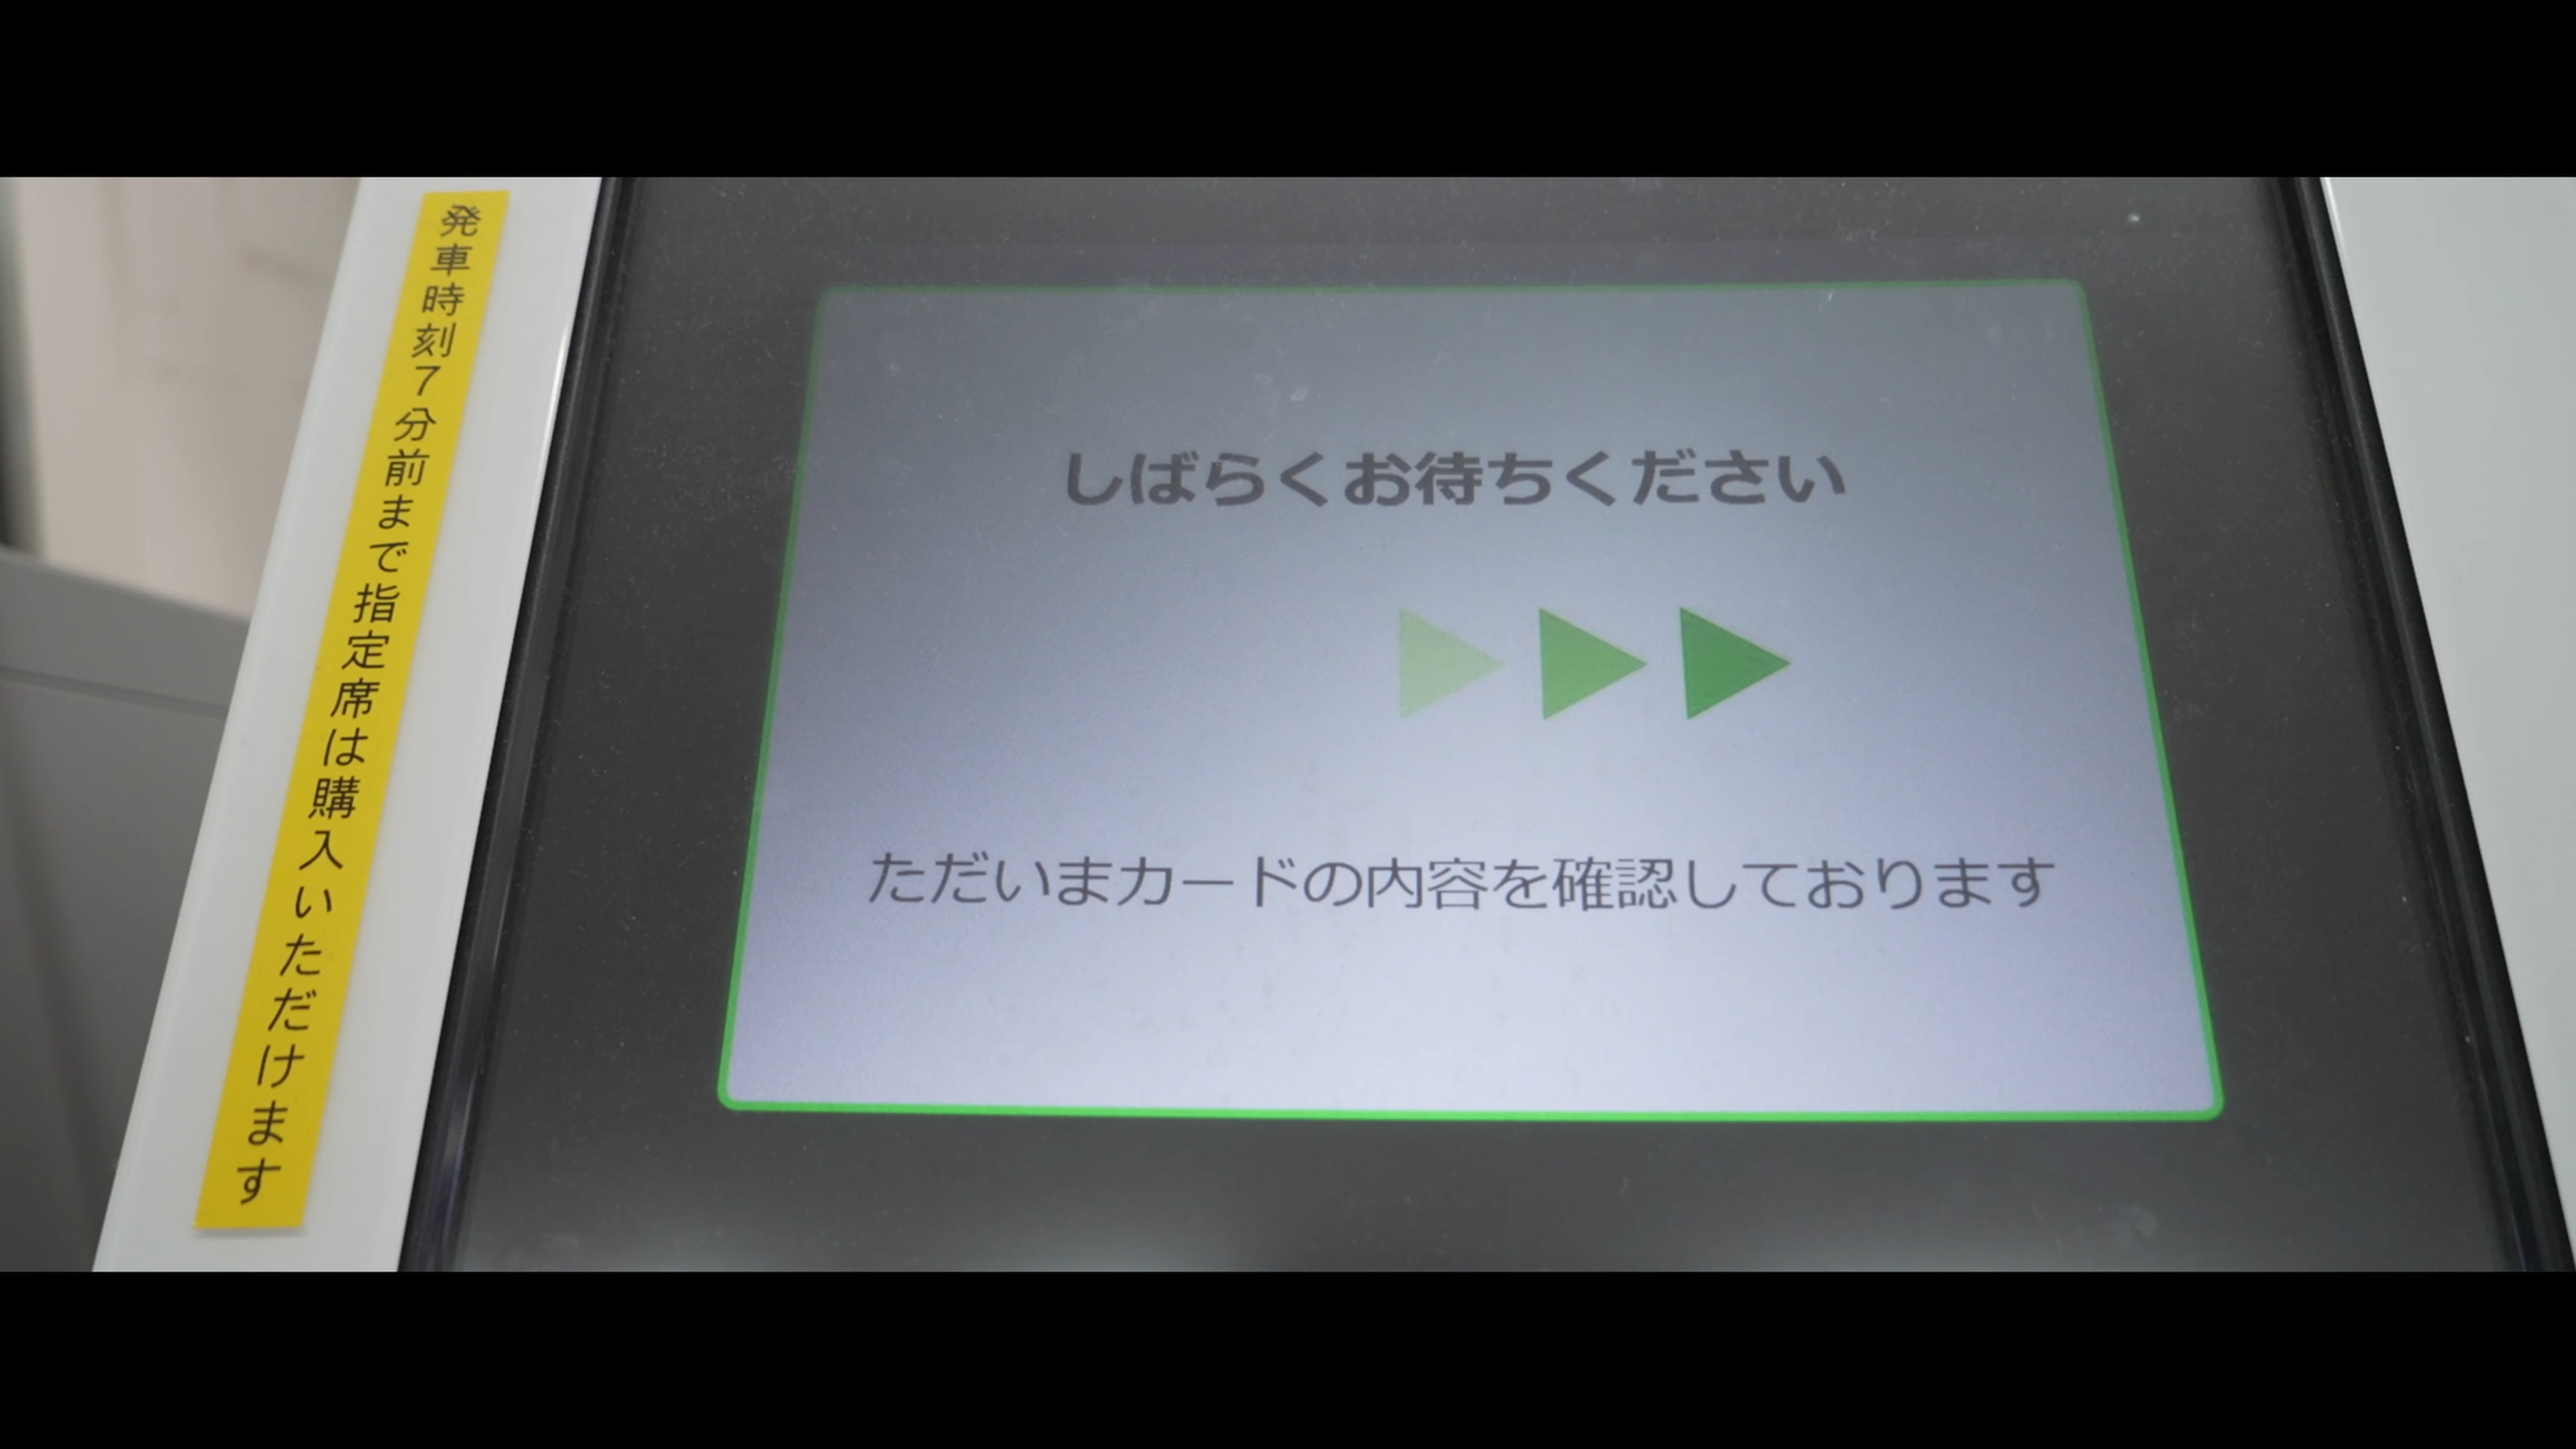 発車時刻7分前まで指定席は購入いただけます
しばらくお待ちください
ただいまカードの内容を確認しております